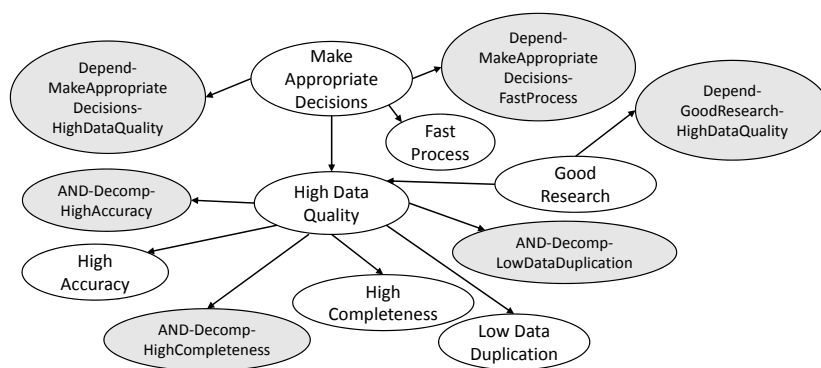 Depend-
MakeAppropriate
Decisions-
HighDataQuality
Make
Appropriate
Decisions
Depend-
MakeAppropriate
Decisions-
FastProcess
Depend-
GoodResearch-
HighDataQuality
Fast
Process
Good
Research
AND-Decomp-
HighAccuracy
High Data
Quality
AND-Decomp-
LowDataDuplication
High
Accuracy
High
Completeness
AND-Decomp-
HighCompleteness
Low Data
Duplication